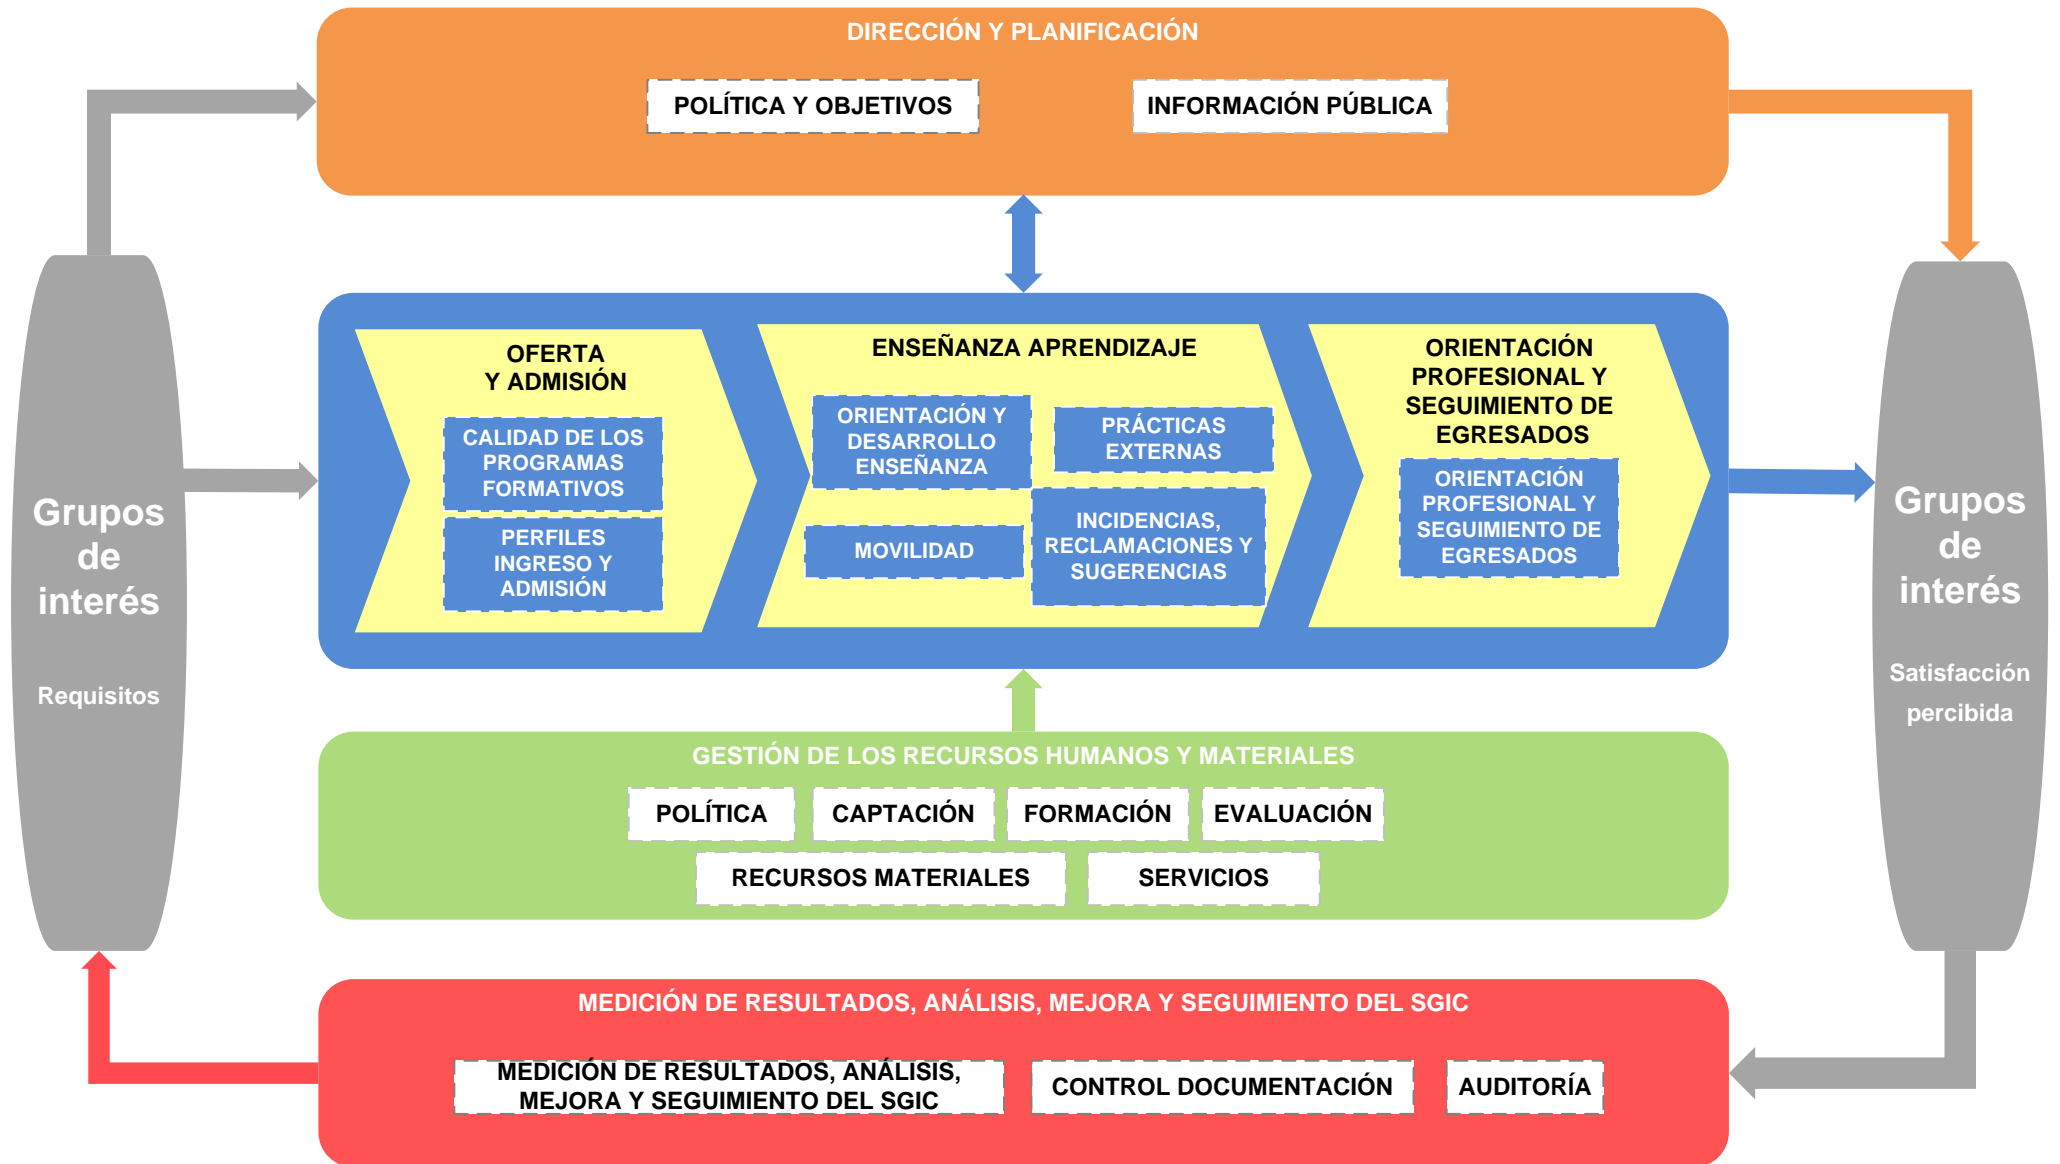 DIRECCIÓN Y PLANIFICACIÓN
POLÍTICA Y OBJETIVOS
INFORMACIÓN PÚBLICA
Grupos
de
interés
Requisitos
OFERTA
Y ADMISIÓN
CALIDAD DE LOS
PROGRAMAS
FORMATIVOS
PERFILES
INGRESO Y
ADMISIÓN
ENSEÑANZA APRENDIZAJE
ORIENTACIÓN Y
DESARROLLO
ENSEÑANZA
PRÁCTICAS
EXTERNAS
MOVILIDAD
INCIDENCIAS,
RECLAMACIONES Y
SUGERENCIAS
ORIENTACIÓN
PROFESIONAL Y
SEGUIMIENTO DE
EGRESADOS
ORIENTACIÓN
PROFESIONAL Y
SEGUIMIENTO DE
EGRESADOS
Grupos
de
interés
Satisfacción
percibida
GESTIÓN DE LOS RECURSOS HUMANOS Y MATERIALES
POLÍTICA
CAPTACIÓN
FORMACIÓN
EVALUACIÓN
RECURSOS MATERIALES
SERVICIOS
MEDICIÓN DE RESULTADOS, ANÁLISIS, MEJORA Y SEGUIMIENTO DEL SGIC
MEDICIÓN DE RESULTADOS, ANÁLISIS,
MEJORA Y SEGUIMIENTO DEL SGIC
CONTROL DOCUMENTACIÓN
AUDITORÍA